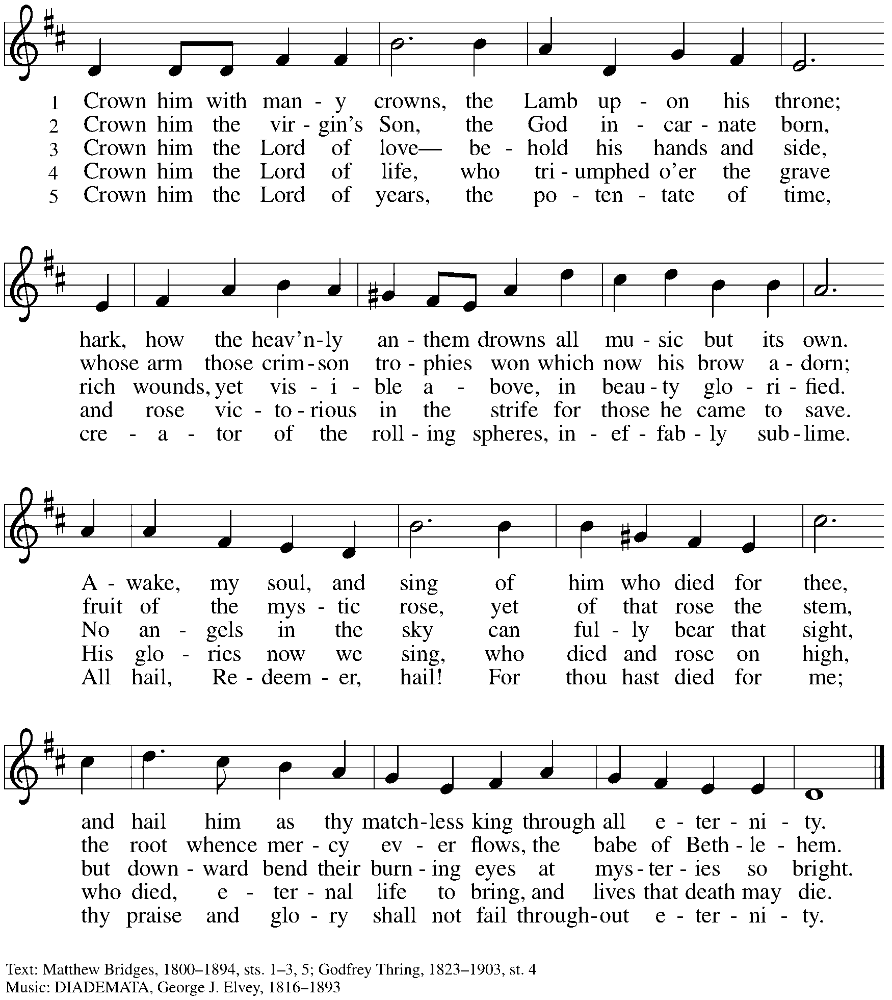 1 Crown him with man - y crowns, the Lamb up - on his throne;
2 Crown him the vir - gin's Son, the God in - car - nate born,
3 Crown him the Lord of love— be - hold his hands and side,
4 Crown him the Lord of life, who tri - umphed o'er the grave
5 Crown him the Lord of years, the po - ten - tate of time,
hark, how the heav'n - ly an - them drowns all mu - sic but its own.
whose arm those crim - son tro - phies won which now his brow a - dorn;
rich wounds, yet vis - i - ble a - bove, in beau - ty glo - ri - fied.
and rose vic - to - rious in the strife for those he came to save.
cre - a - tor of the roll - ing spheres, in - ef - fab - ly sub - lime.
A - wake, my soul, and sing of him who died for thee,
fruit of the mys - tic rose, yet of that rose the stem,
No an - gels in the sky can ful - ly bear that sight,
His glo - ries now we sing, who died and rose on high,
All hail, Re - deem - er, hail! For thou hast died for me;
and hail him as thy match - less king through all e - ter - ni - ty.
the root whence mer - cy ev - er flows, the babe of Beth - le - hem.
but down - ward bend their burn - ing eyes at mys - ter - ies so bright.
who died, e - ter - nal life to bring, and lives that death may die.
thy praise and glo - ry shall not fail through - out e - ter - ni - ty.
Text: Matthew Bridges, 1800–1894, sts. 1–3, 5; Godfrey Thring, 1823–1903, st. 4
Music: DIADEMATA, George J. Elvey, 1816–1893